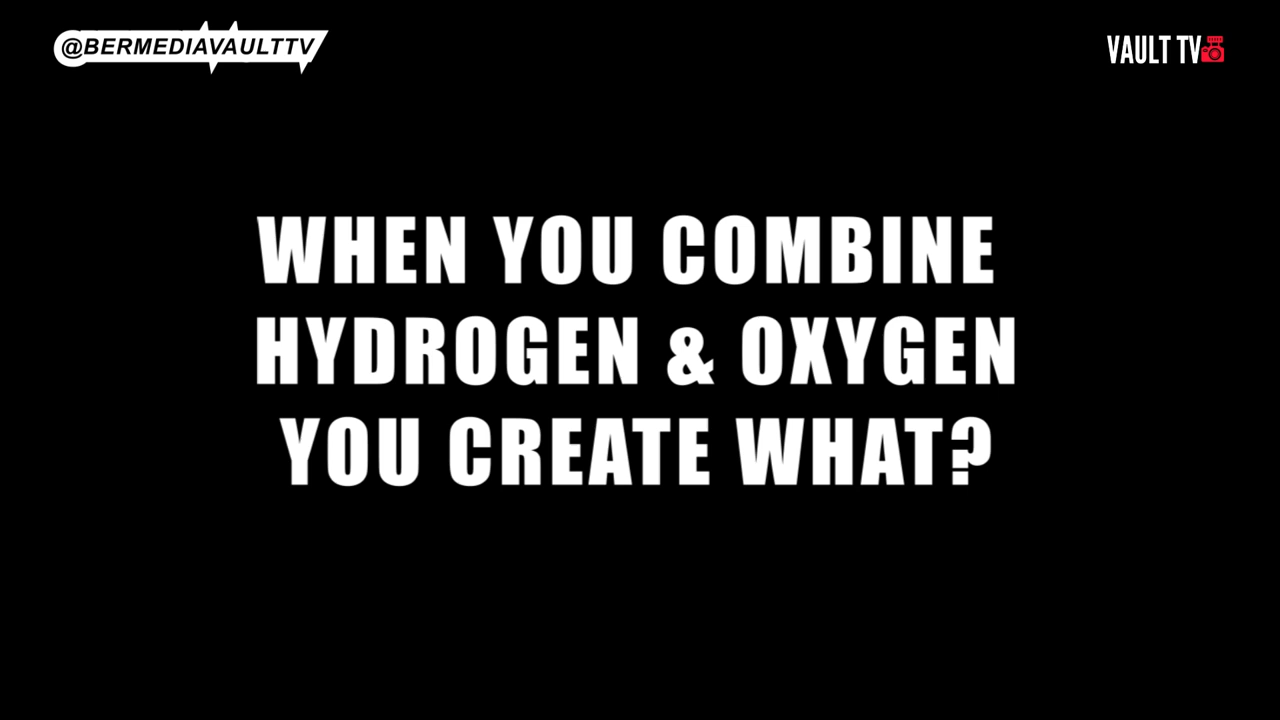 @BERMEDIAVAULTTV
VAULT TV
WHEN YOU COMBINE
HYDROGEN & OXYGEN
YOU CREATE WHAT?